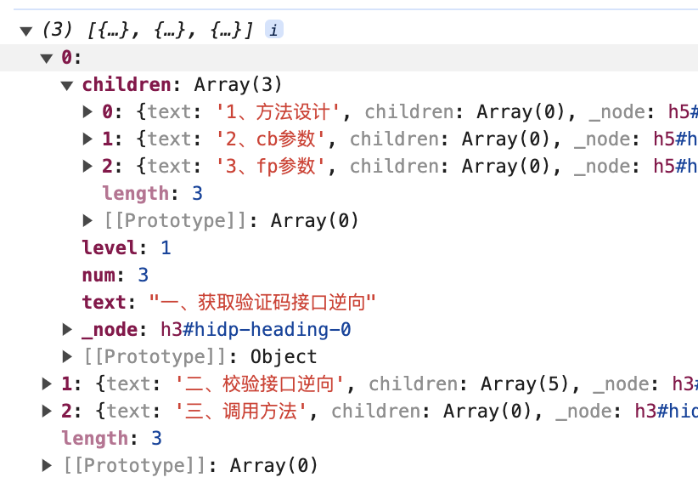 (3) [{…}, {…}, {…}] i
0:
children: Array(3)
0: {text: '1、方法设计', children: Array(0), _node: h5#
1: {text: '2、cb参数', children: Array(0), _node: h5#h
2: {text: '3、fp参数', children: Array(0), _node: h5#h
length: 3
[[Prototype]]: Array(0)
level: 1
num: 3
text: "一、获取验证码接口逆向"
_node: h3#hidp-heading-0
[[Prototype]]: Object
1: {text: '二、校验接口逆向', children: Array(5), _node: h3#
2: {text: '三、调用方法', children: Array(0), _node: h3#hid
length: 3
[[Prototype]]: Array(0)